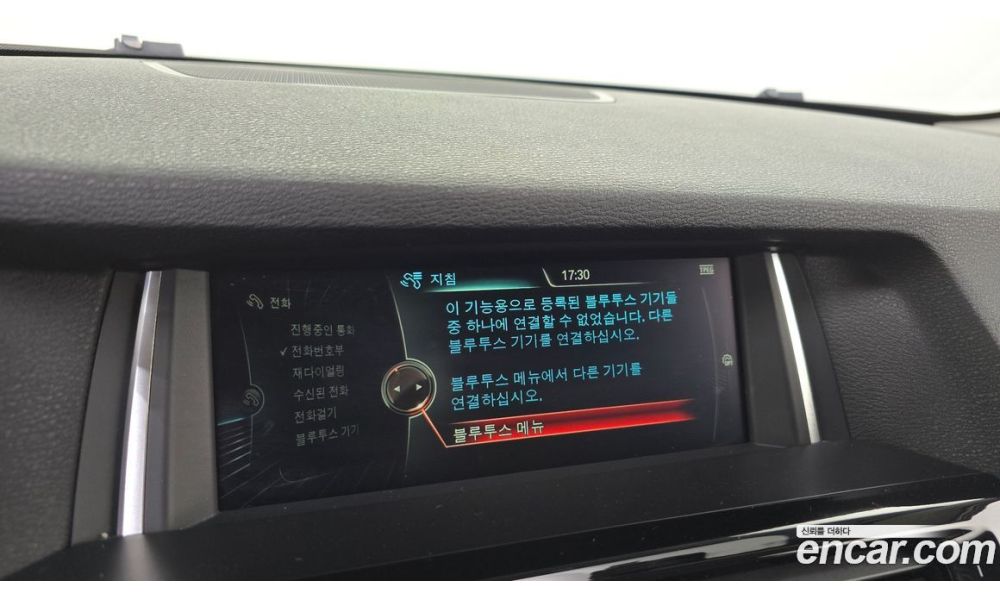 지침
17:30
TPEG
전화
진행중인 통화
✓ 전화번호부
재다이얼링
수신된 전화
전화걸기
블루투스 기기
이 기능용으로 등록된 블루투스 기기들
중 하나에 연결할 수 없었습니다. 다른
블루투스 기기를 연결하십시오.
블루투스 메뉴에서 다른 기기를
연결하십시오.
블루투스 메뉴
신뢰를 더하다
encar.com